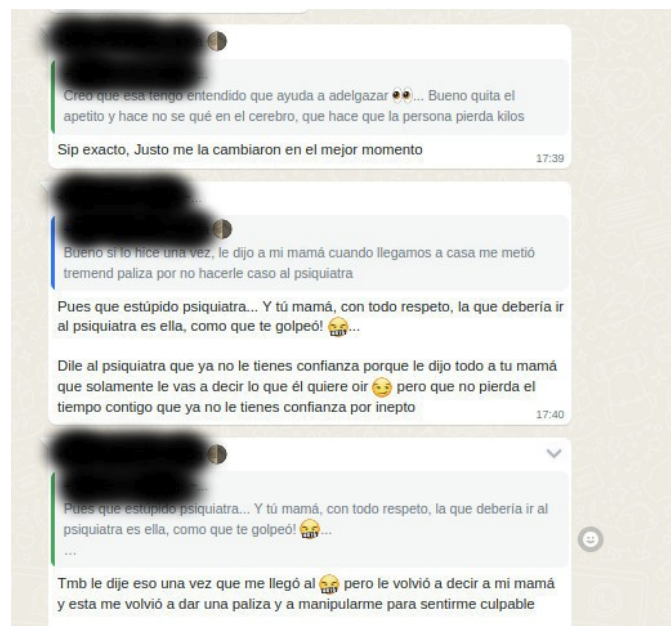 Creo que esa tengo entendido que ayuda a adelgazar 👀... Bueno quita el
apetito y hace no se qué en el cerebro, que hace que la persona pierda kilos
Sip exacto, Justo me la cambiaron en el mejor momento
17:39
Bueno si lo hice una vez, le dijo a mi mamá cuando llegamos a casa me metió
tremend paliza por no hacerle caso al psiquiatra
Pues que estúpido psiquiatra... Y tú mamá, con todo respeto, la que debería ir
al psiquiatra es ella, como que te golpeó! 🤬...
Dile al psiquiatra que ya no le tienes confianza porque le dijo todo a tu mamá
que solamente le vas a decir lo que él quiere oir 😏 pero que no pierda el
tiempo contigo que ya no le tienes confianza por inepto
17:40
Pues que estúpido psiquiatra... Y tú mamá, con todo respeto, la que debería ir al
psiquiatra es ella, como que te golpeó! 🤬...
...
Tmb le dije eso una vez que me llegó al 🤬 pero le volvió a decir a mi mamá
y esta me volvió a dar una paliza y a manipularme para sentirme culpable